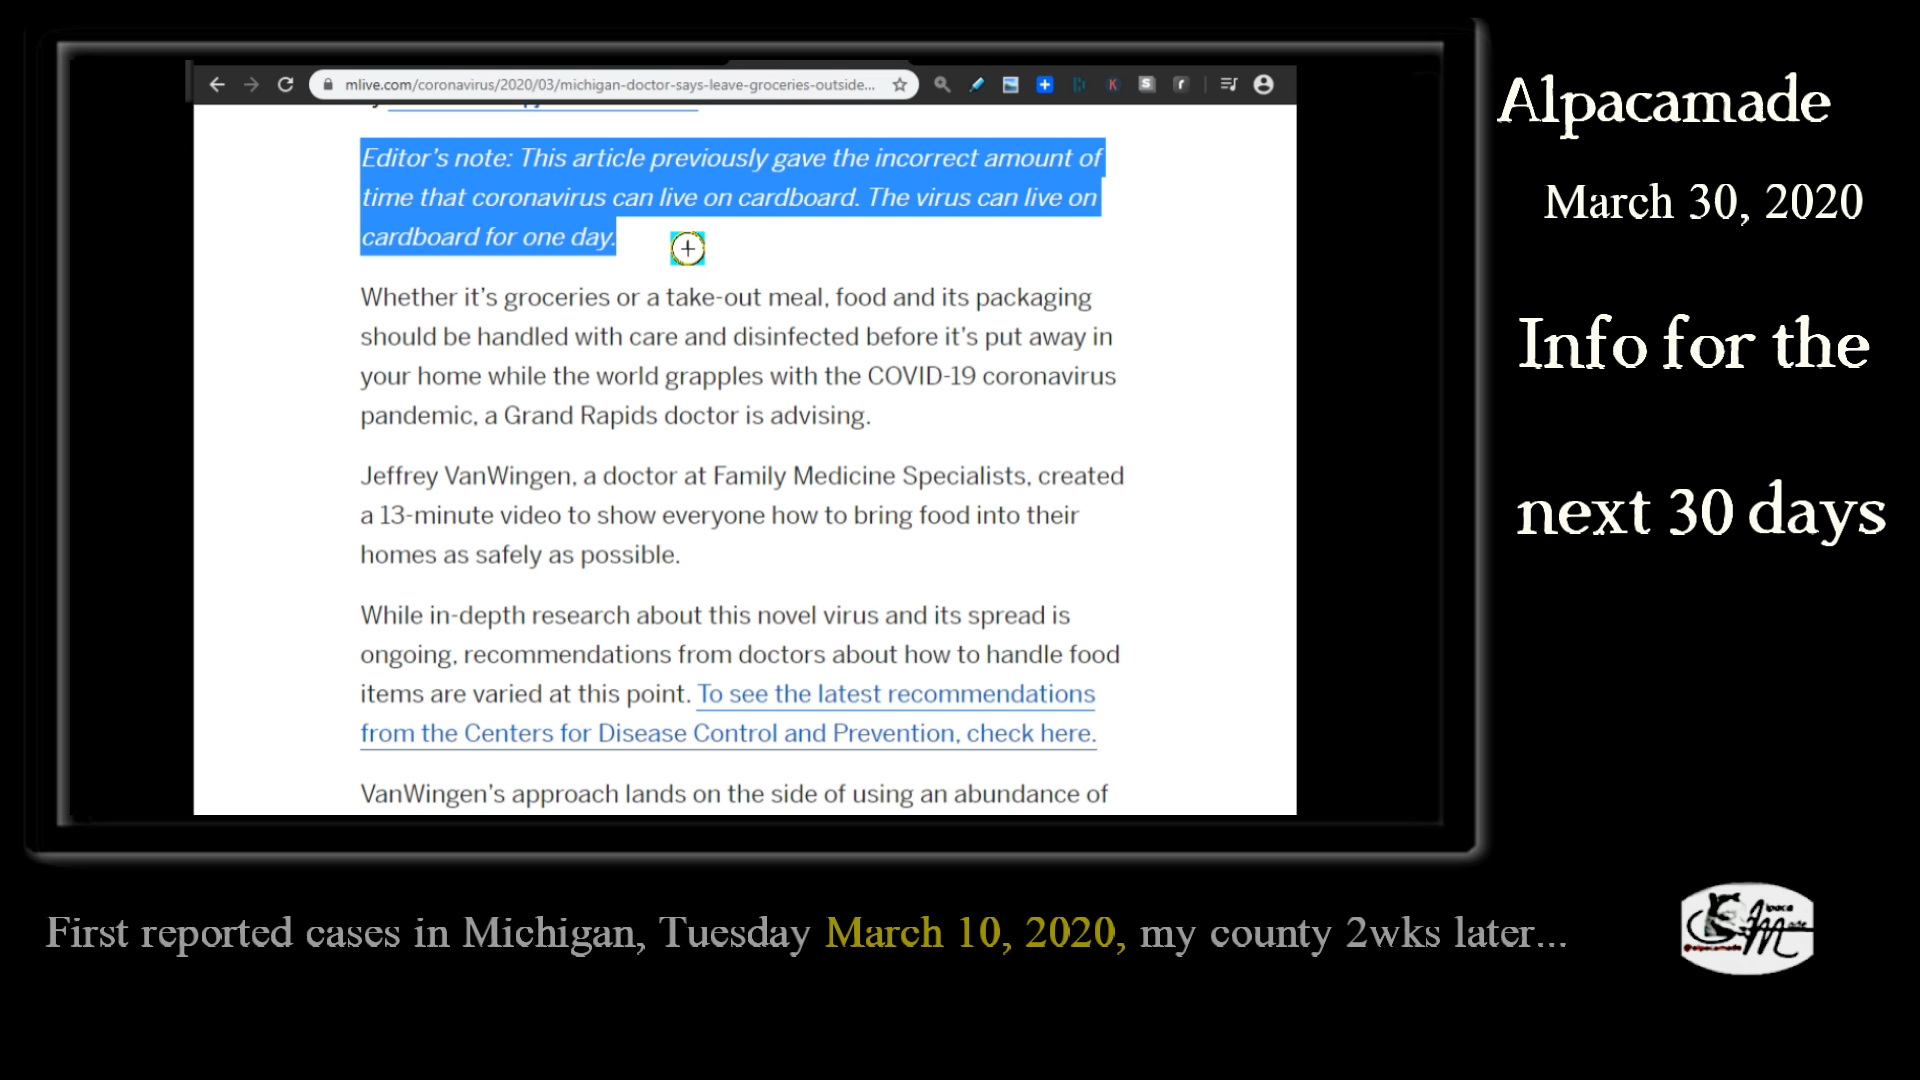 mlive.com/coronavirus/2020/03/michigan-doctor-says-leave-groceries-outside...
Editor's note: This article previously gave the incorrect amount of
time that coronavirus can live on cardboard. The virus can live on
cardboard for one day.
Whether it's groceries or a take-out meal, food and its packaging
should be handled with care and disinfected before it's put away in
your home while the world grapples with the COVID-19 coronavirus
pandemic, a Grand Rapids doctor is advising.
Jeffrey VanWingen, a doctor at Family Medicine Specialists, created
a 13-minute video to show everyone how to bring food into their
homes as safely as possible.
While in-depth research about this novel virus and its spread is
ongoing, recommendations from doctors about how to handle food
items are varied at this point. To see the latest recommendations
from the Centers for Disease Control and Prevention, check here.
VanWingen's approach lands on the side of using an abundance of
Alpacamade
March 30, 2020
Info for the
next 30 days
First reported cases in Michigan, Tuesday March 10, 2020, my county 2wks later...